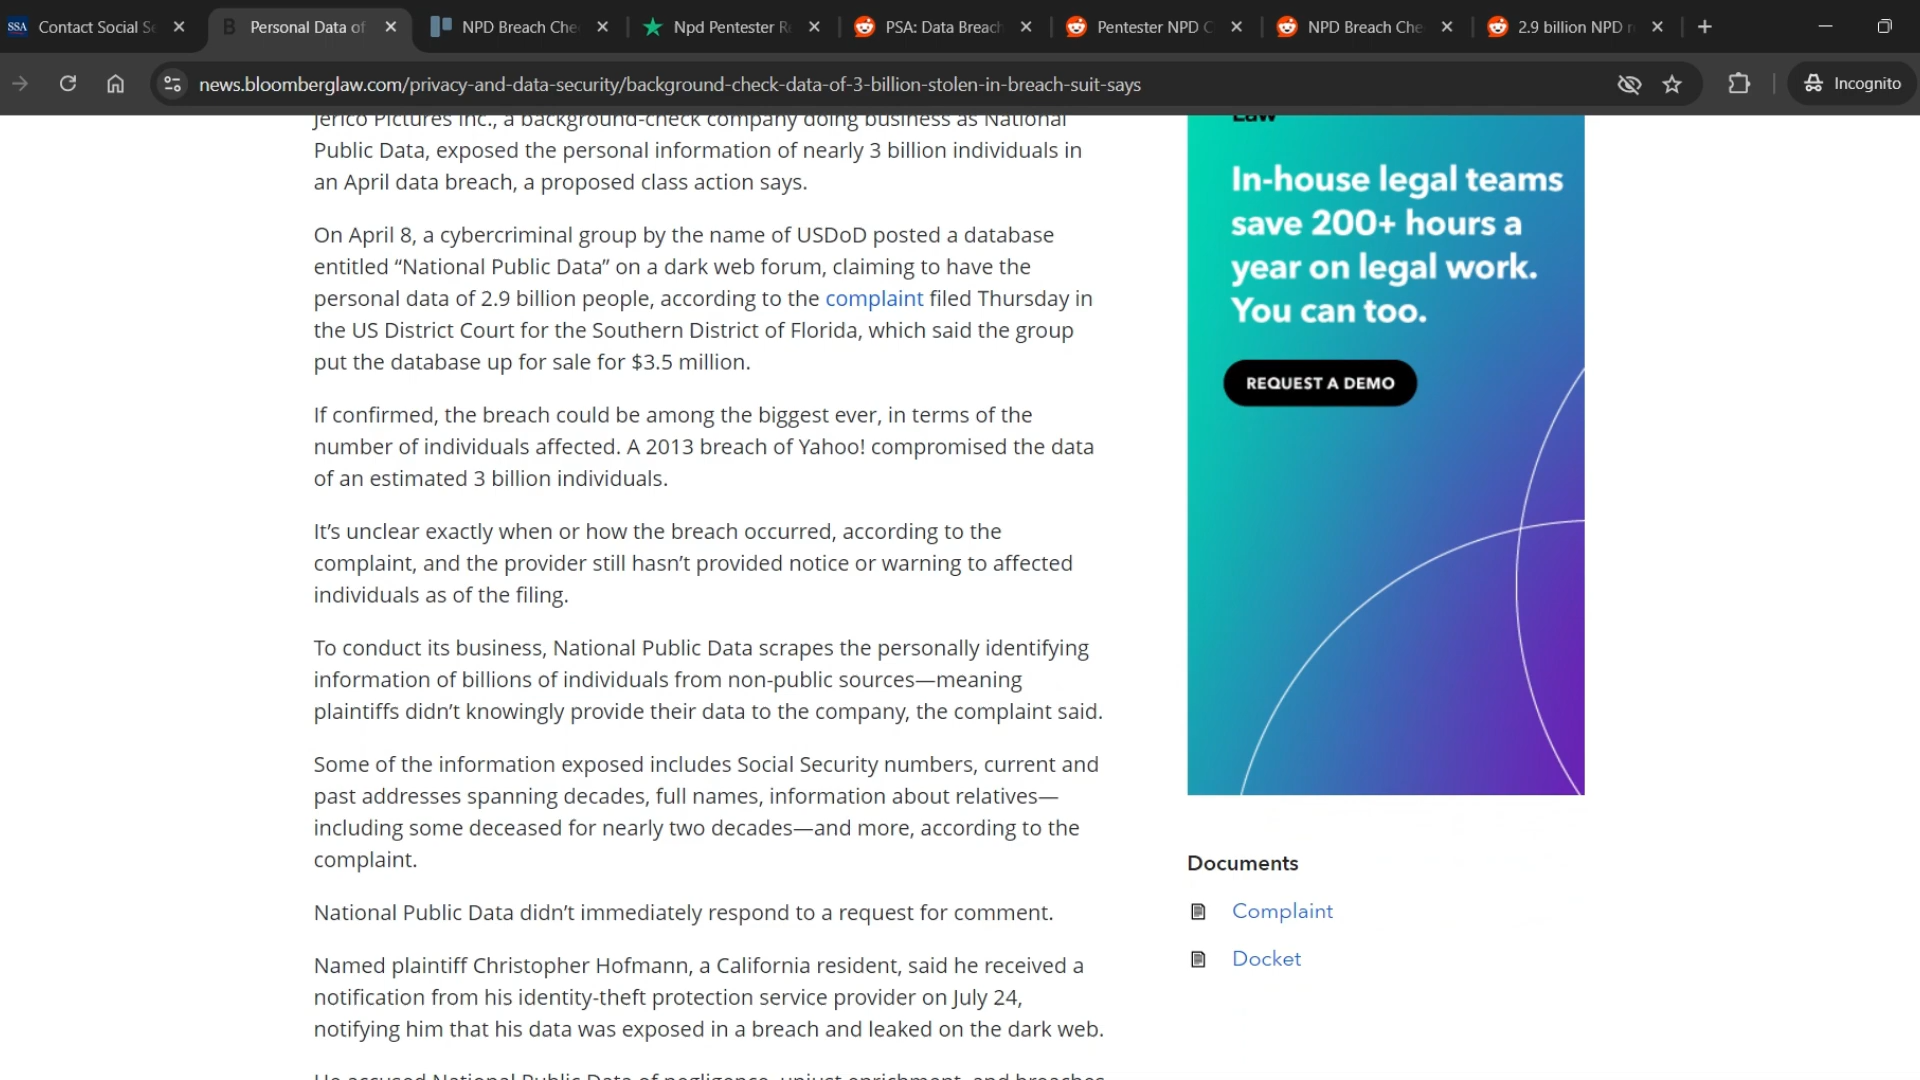 SSA Contact Social Se
B Personal Data of
NPD Breach Che
Npd Pentester R
PSA: Data Breach
Pentester NPD C
NPD Breach Che
2.9 billion NPD r
news.bloomberglaw.com/privacy-and-data-security/background-check-data-of-3-billion-stolen-in-breach-suit-says
Incognito
Jerico Pictures Inc., a background-check company doing business as National
Public Data, exposed the personal information of nearly 3 billion individuals in
an April data breach, a proposed class action says.
On April 8, a cybercriminal group by the name of USDoD posted a database
entitled “National Public Data” on a dark web forum, claiming to have the
personal data of 2.9 billion people, according to the complaint filed Thursday in
the US District Court for the Southern District of Florida, which said the group
put the database up for sale for $3.5 million.
If confirmed, the breach could be among the biggest ever, in terms of the
number of individuals affected. A 2013 breach of Yahoo! compromised the data
of an estimated 3 billion individuals.
It’s unclear exactly when or how the breach occurred, according to the
complaint, and the provider still hasn’t provided notice or warning to affected
individuals as of the filing.
To conduct its business, National Public Data scrapes the personally identifying
information of billions of individuals from non-public sources—meaning
plaintiffs didn’t knowingly provide their data to the company, the complaint said.
Some of the information exposed includes Social Security numbers, current and
past addresses spanning decades, full names, information about relatives—
including some deceased for nearly two decades—and more, according to the
complaint.
National Public Data didn’t immediately respond to a request for comment.
Named plaintiff Christopher Hofmann, a California resident, said he received a
notification from his identity-theft protection service provider on July 24,
notifying him that his data was exposed in a breach and leaked on the dark web.
He accused National Public Data of negligence, unjust enrichment, and breaches
Law
In-house legal teams
save 200+ hours a
year on legal work.
You can too.
REQUEST A DEMO
Documents
Complaint
Docket